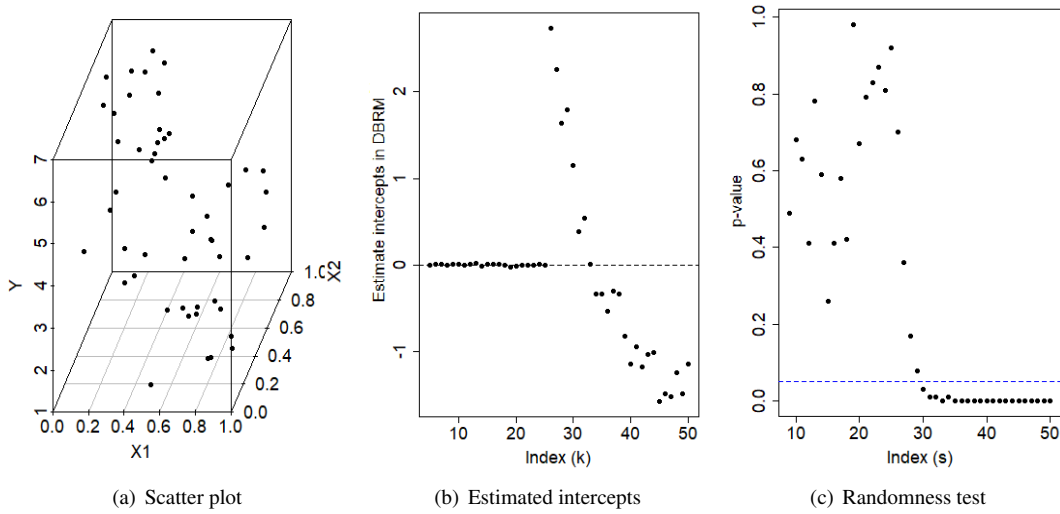 7
6
5
4
3
2
1
Y
0.0 0.2 0.4 0.6 0.8 1.0
X1
0.0
0.2
0.4
0.6
0.8
1.0
X2
(a) Scatter plot
2
1
0
-1
Estimate intercepts in DBRM
10 20 30 40 50
Index (k)
(b) Estimated intercepts
1.0
0.8
0.6
0.4
0.2
0.0
p-value
10 20 30 40 50
Index (s)
(c) Randomness test